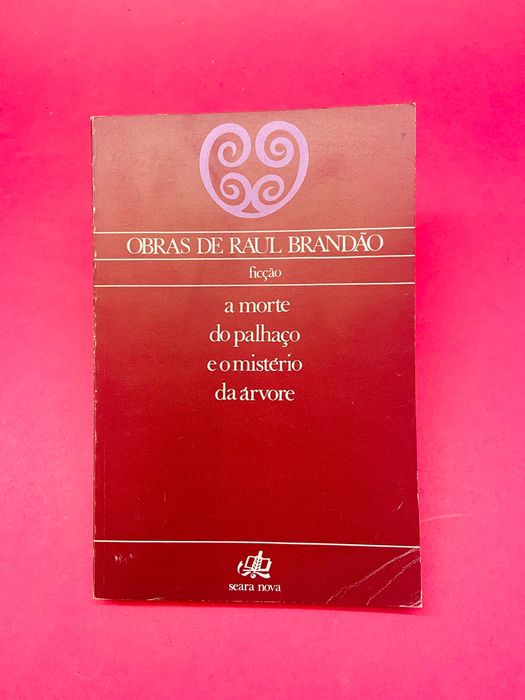 OBRAS DE RAUL BRANDÃO
ficção
a morte
do palhaço
e o mistério
da árvore
seara nova